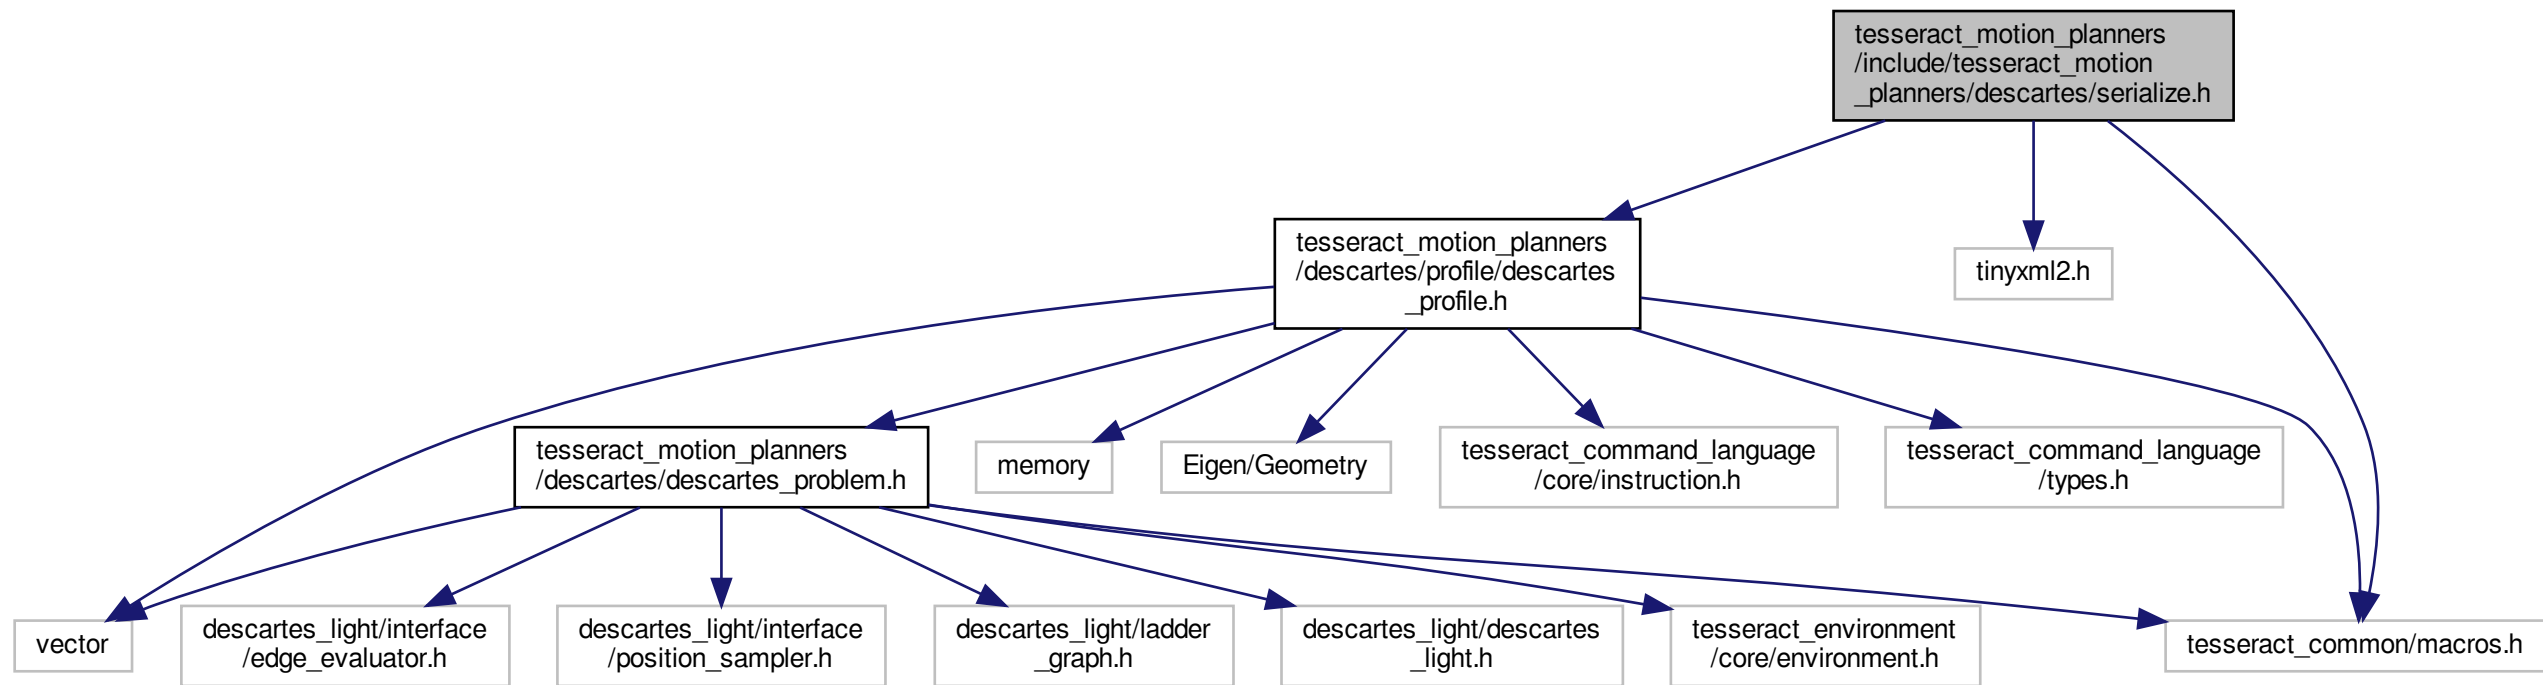 tesseract_motion_planners
/include/tesseract_motion
_planners/descartes/serialize.h
tesseract_motion_planners
/descartes/profile/descartes
_profile.h
tinyxml2.h
tesseract_motion_planners
/descartes/descartes_problem.h
memory
Eigen/Geometry
tesseract_command_language
/core/instruction.h
tesseract_command_language
/types.h
vector
descartes_light/interface
/edge_evaluator.h
descartes_light/interface
/position_sampler.h
descartes_light/ladder
_graph.h
descartes_light/descartes
_light.h
tesseract_environment
/core/environment.h
tesseract_common/macros.h